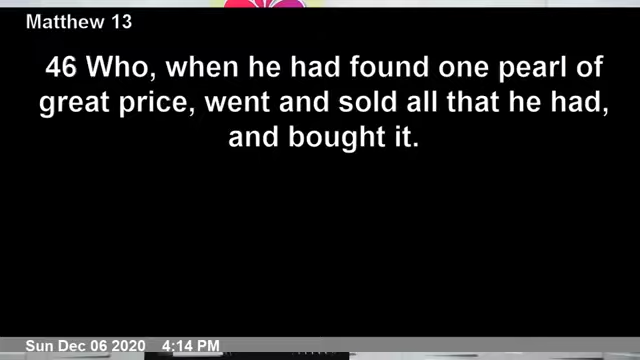 Matthew 13
46 Who, when he had found one pearl of
great price, went and sold all that he had,
and bought it.
Sun Dec 06 2020 4:14 PM